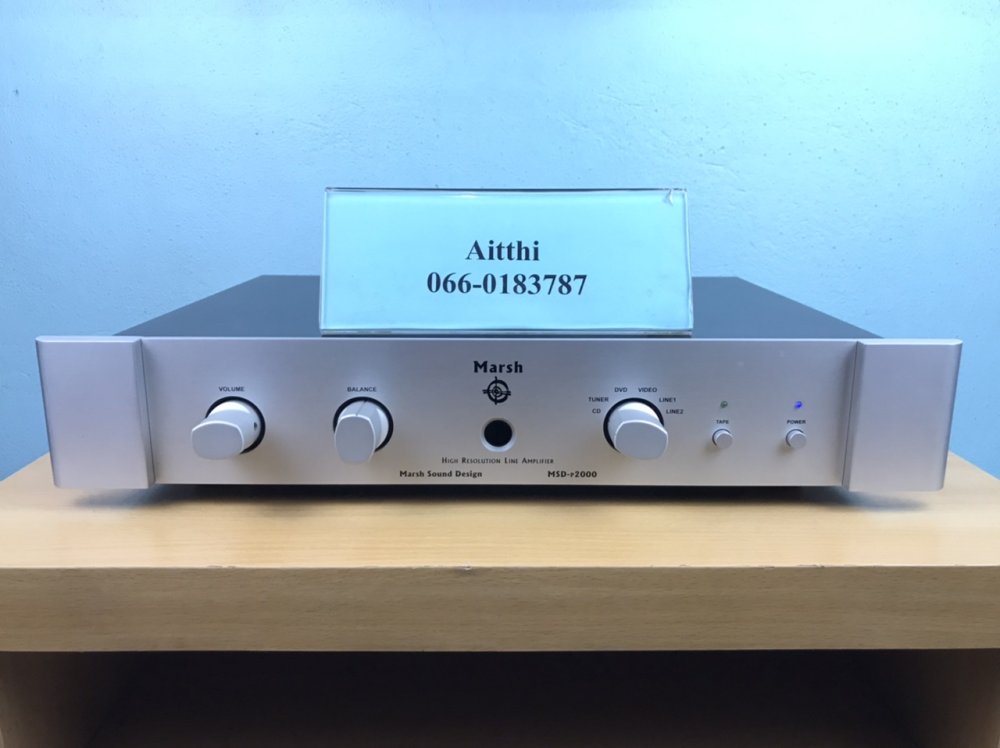 Aitthi
066-0183787
Marsh
VOLUME
BALANCE
DVD VIDEO
TUNER LINE1
CD LINE2
TAPE
POWER
HIGH RESOLUTION LINE AMPLIFIER
Marsh Sound Design MSD-P2000